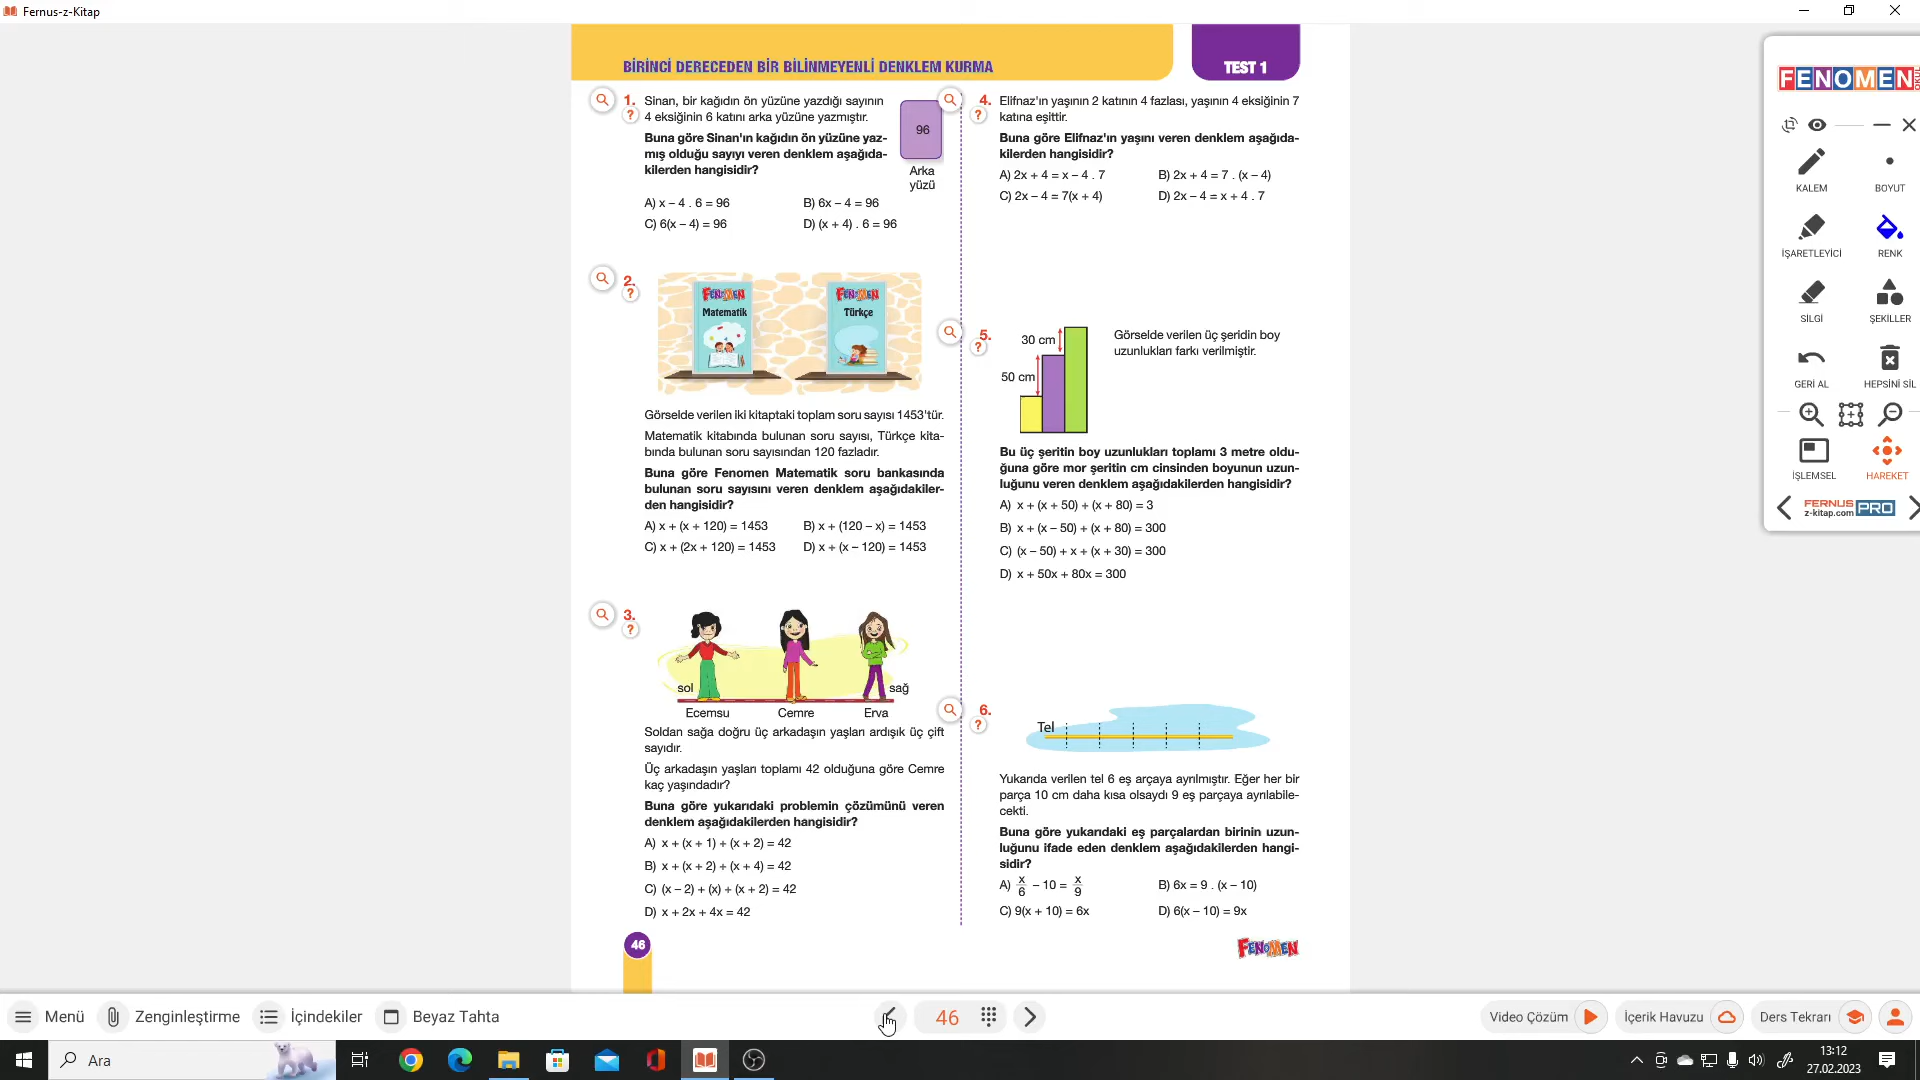 Fernus-z-Kitap
BİRİNCİ DERECEDEN BİR BİLİNMEYENLİ DENKLEM KURMA
TEST 1
1. Sinan, bir kağıdın ön yüzüne yazdığı sayının
4 eksiğinin 6 katını arka yüzüne yazmıştır.
Buna göre Sinan'ın kağıdın ön yüzüne yaz-
mış olduğu sayıyı veren denklem aşağıda-
kilerden hangisidir?
96
Arka
yüzü
A) x – 4 . 6 = 96 B) 6x – 4 = 96
C) 6(x – 4) = 96 D) (x + 4) . 6 = 96
2.
FENOMEN
Matematik
FENOMEN
Türkçe
Görselde verilen iki kitaptaki toplam soru sayısı 1453'tür.
Matematik kitabında bulunan soru sayısı, Türkçe kita-
bında bulunan soru sayısından 120 fazladır.
Buna göre Fenomen Matematik soru bankasında
bulunan soru sayısını veren denklem aşağıdakiler-
den hangisidir?
A) x + (x + 120) = 1453 B) x + (120 – x) = 1453
C) x + (2x + 120) = 1453 D) x + (x – 120) = 1453
3.
sol
sağ
Ecemsu Cemre Erva
Soldan sağa doğru üç arkadaşın yaşları ardışık üç çift
sayıdır.
Üç arkadaşın yaşları toplamı 42 olduğuna göre Cemre
kaç yaşındadır?
Buna göre yukarıdaki problemin çözümünü veren
denklem aşağıdakilerden hangisidir?
A) x + (x + 1) + (x + 2) = 42
B) x + (x + 2) + (x + 4) = 42
C) (x – 2) + (x) + (x + 2) = 42
D) x + 2x + 4x = 42
46
4. Elifnaz'ın yaşının 2 katının 4 fazlası, yaşının 4 eksiğinin 7
katına eşittir.
Buna göre Elifnaz'ın yaşını veren denklem aşağıda-
kilerden hangisidir?
A) 2x + 4 = x – 4 . 7 B) 2x + 4 = 7 . (x – 4)
C) 2x – 4 = 7(x + 4) D) 2x – 4 = x + 4 . 7
5.
30 cm
50 cm
Görselde verilen üç şeridin boy
uzunlukları farkı verilmiştir.
Bu üç şeritin boy uzunlukları toplamı 3 metre oldu-
ğuna göre mor şeritin cm cinsinden boyunun uzun-
luğunu veren denklem aşağıdakilerden hangisidir?
A) x + (x + 50) + (x + 80) = 3
B) x + (x – 50) + (x + 80) = 300
C) (x – 50) + x + (x + 30) = 300
D) x + 50x + 80x = 300
6.
Tel
Yukarıda verilen tel 6 eş arçaya ayrılmıştır. Eğer her bir
parça 10 cm daha kısa olsaydı 9 eş parçaya ayrılabile-
cekti.
Buna göre yukarıdaki eş parçalardan birinin uzun-
luğunu ifade eden denklem aşağıdakilerden hangi-
sidir?
A) x/6 – 10 = x/9 B) 6x = 9 . (x – 10)
C) 9(x + 10) = 6x D) 6(x – 10) = 9x
FENOMEN
FENOMEN OKUL
KALEM BOYUT
İŞARETLEYİCİ RENK
SİLGİ ŞEKİLLER
GERİ AL HEPSİNİ SİL
İŞLEMSEL HAREKET
FERNUS
z-kitap.com PRO
Menü Zenginleştirme İçindekiler Beyaz Tahta 46 Video Çözüm İçerik Havuzu Ders Tekrarı
Ara
13:12
27.02.2023